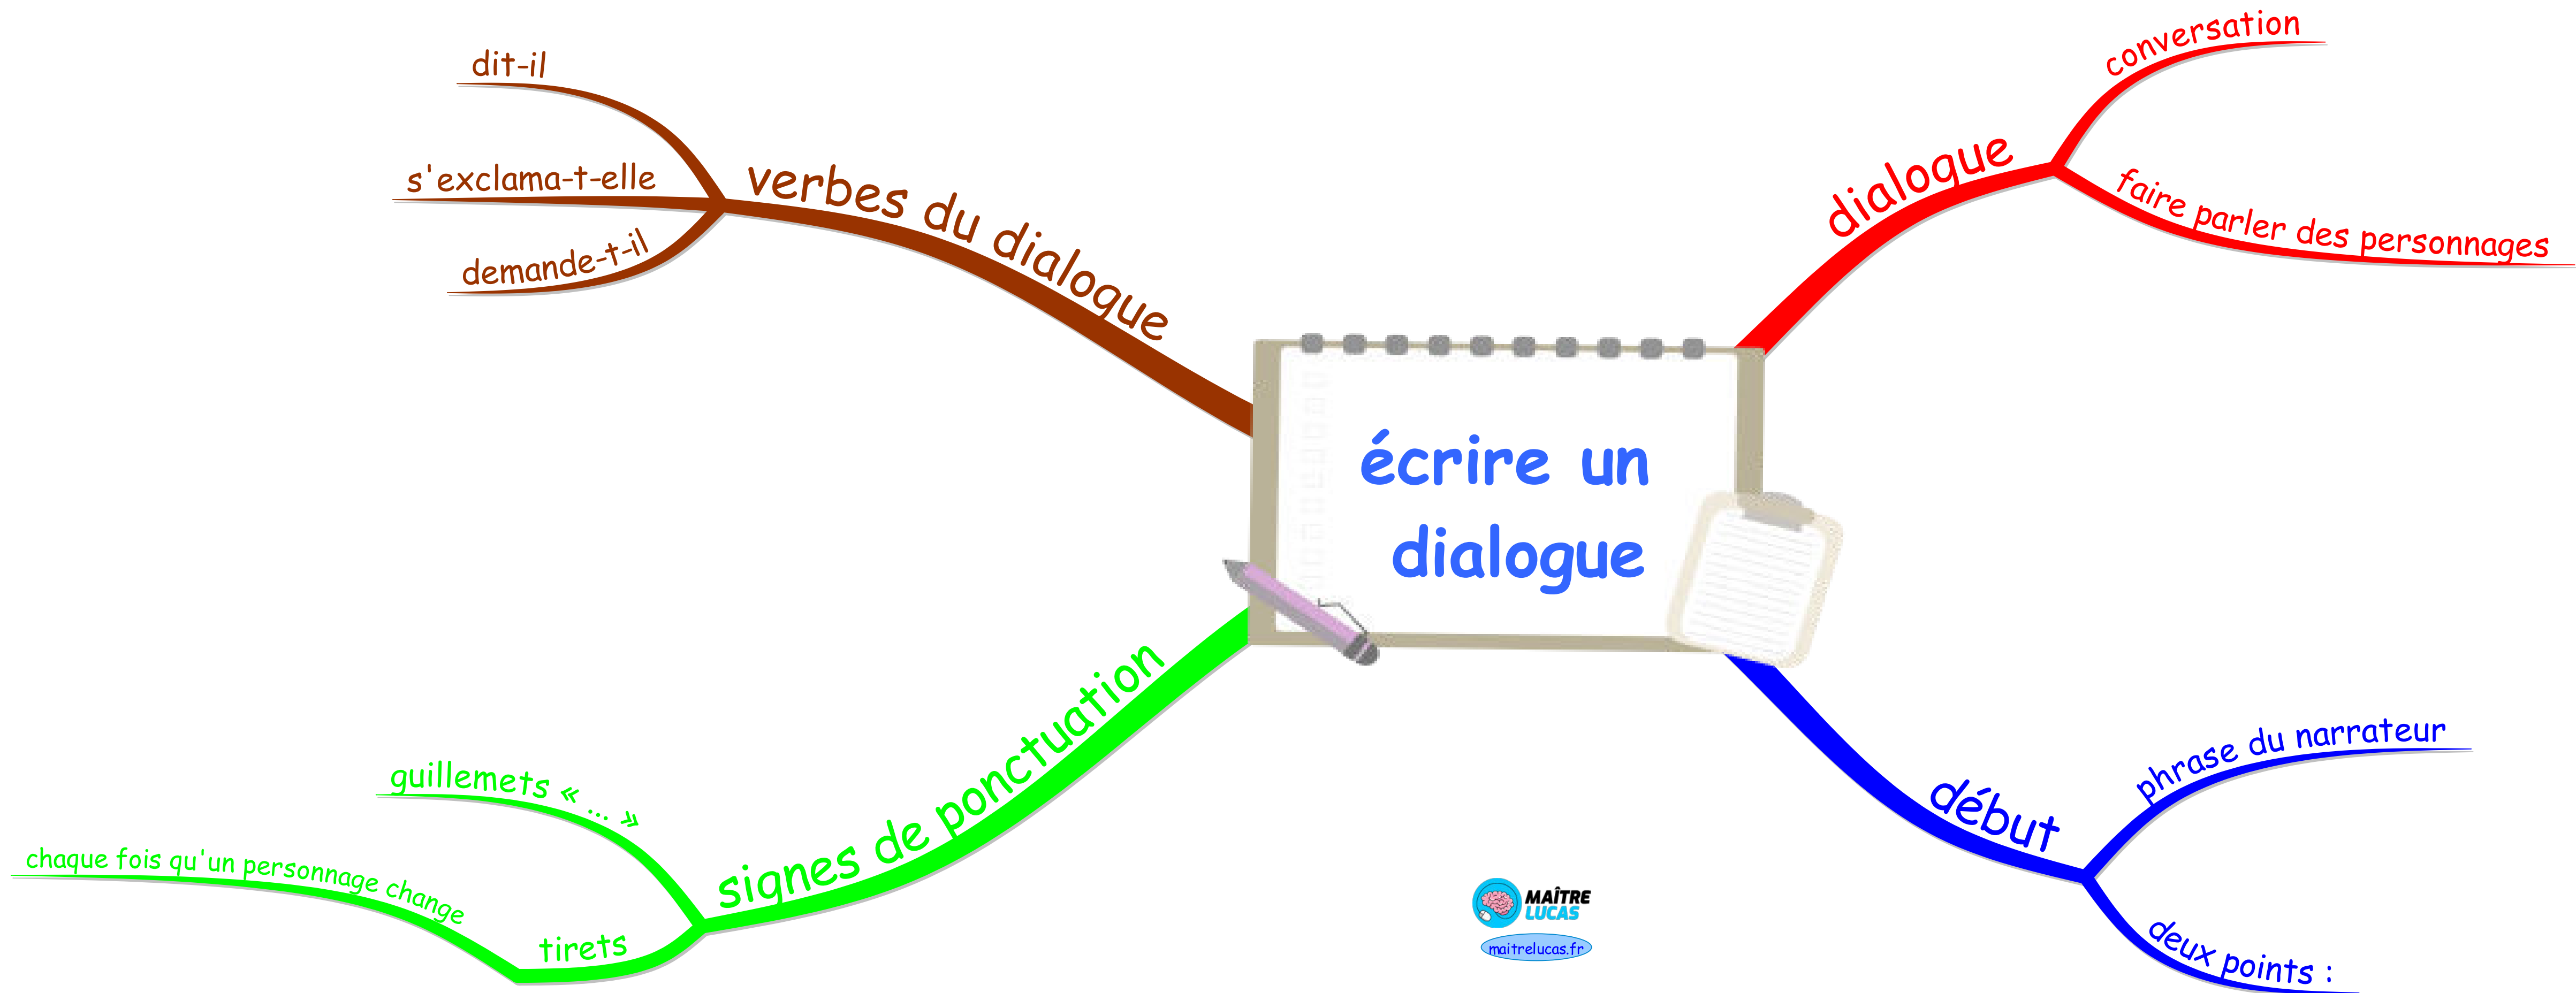 écrire un
dialogue
dialogue
conversation
faire parler des personnages
début
phrase du narrateur
deux points :
signes de ponctuation
guillemets « ... »
tirets
chaque fois qu'un personnage change
verbes du dialogue
dit-il
s'exclama-t-elle
demande-t-il
MAÎTRE
LUCAS
maitrelucas.fr